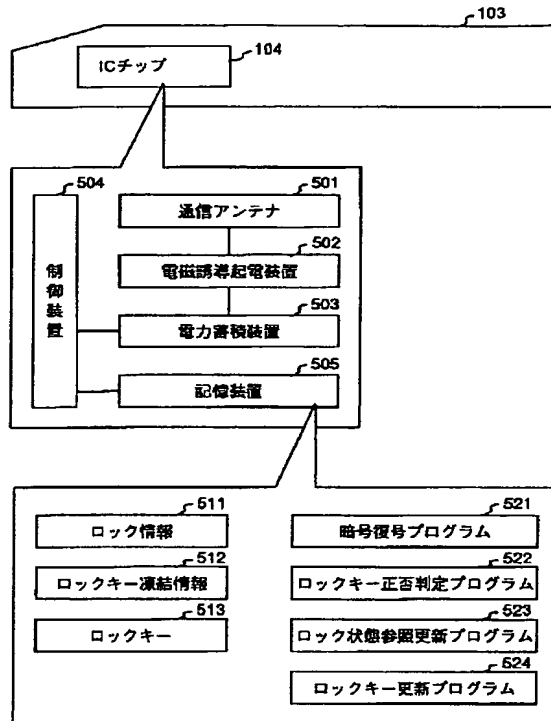 103
ICチップ
104
504
制御装置
501
通信アンテナ
502
電磁誘導起電装置
503
電力蓄積装置
505
記憶装置
511
ロック情報
512
ロックキー凍結情報
513
ロックキー
521
暗号復号プログラム
522
ロックキー正否判定プログラム
523
ロック状態参照更新プログラム
524
ロックキー更新プログラム